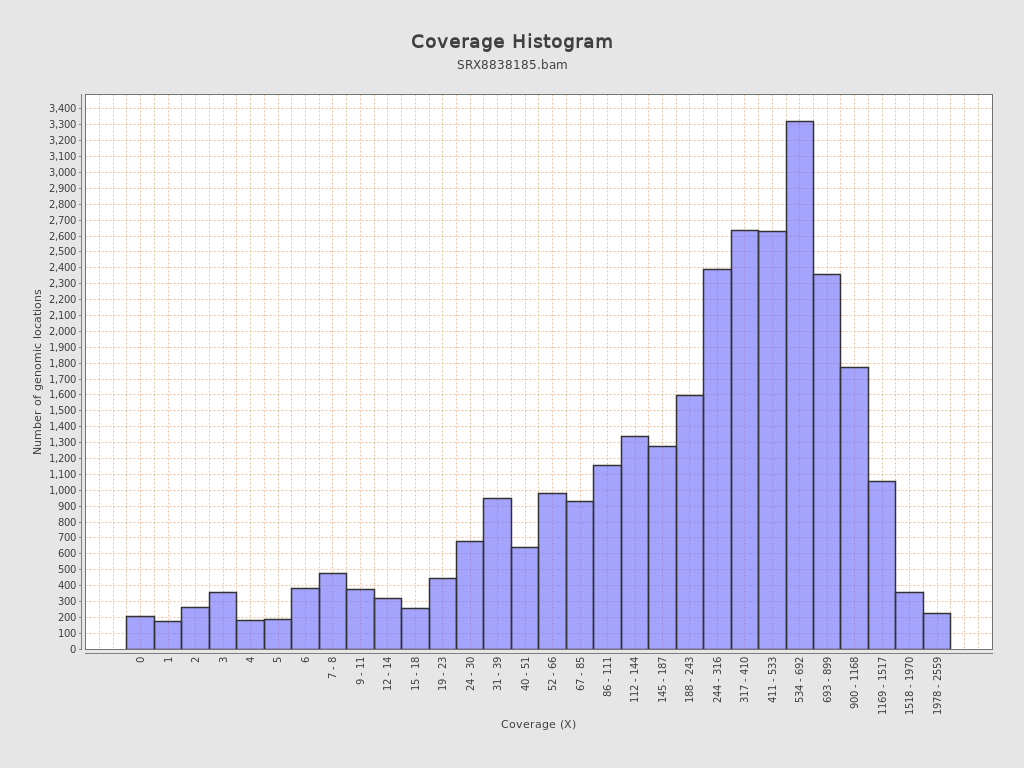 Coverage Histogram
SRX8838185.bam
Number of genomic locations
3,400
3,300
3,200
3,100
3,000
2,900
2,800
2,700
2,600
2,500
2,400
2,300
2,200
2,100
2,000
1,900
1,800
1,700
1,600
1,500
1,400
1,300
1,200
1,100
1,000
900
800
700
600
500
400
300
200
100
0
0
1
2
3
4
5
6
7 - 8
9 - 11
12 - 14
15 - 18
19 - 23
24 - 30
31 - 39
40 - 51
52 - 66
67 - 85
86 - 111
112 - 144
145 - 187
188 - 243
244 - 316
317 - 410
411 - 533
534 - 692
693 - 899
900 - 1168
1169 - 1517
1518 - 1970
1978 - 2559
Coverage (X)